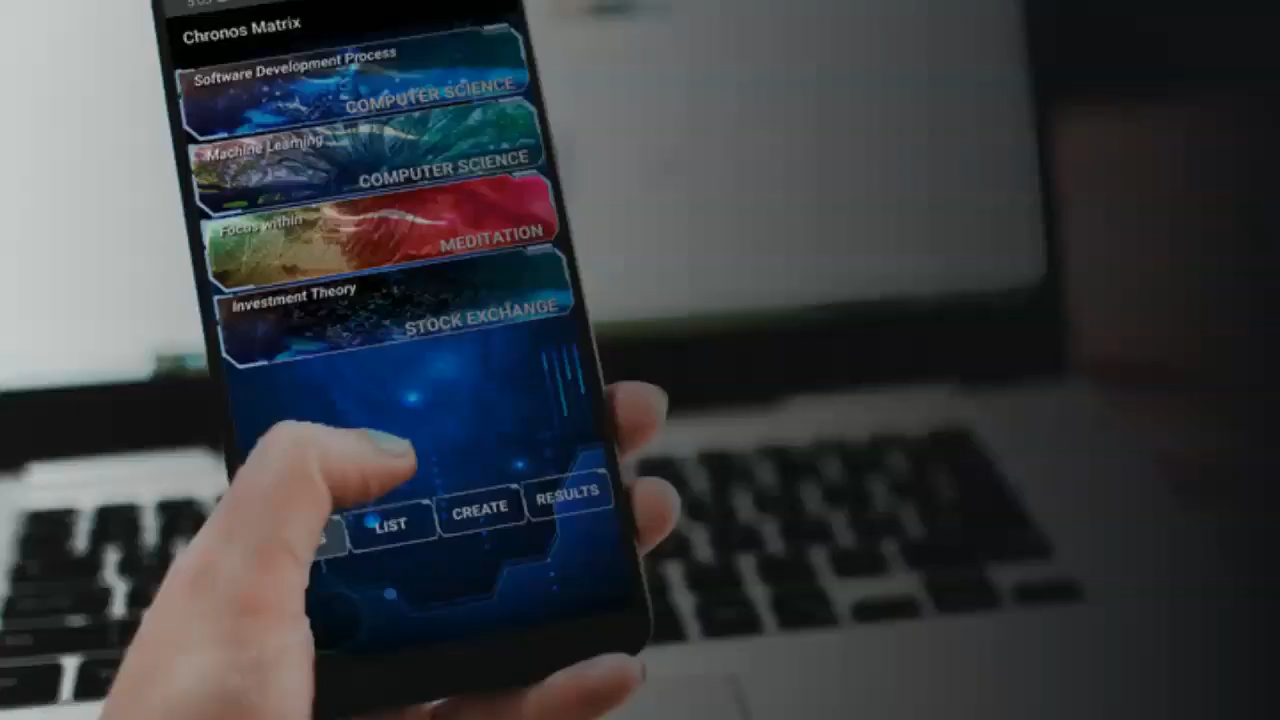 Chronos Matrix
Software Development Process
COMPUTER SCIENCE
Machine Learning
COMPUTER SCIENCE
Focus within
MEDITATION
Investment Theory
STOCK EXCHANGE
LIST
CREATE
RESULTS